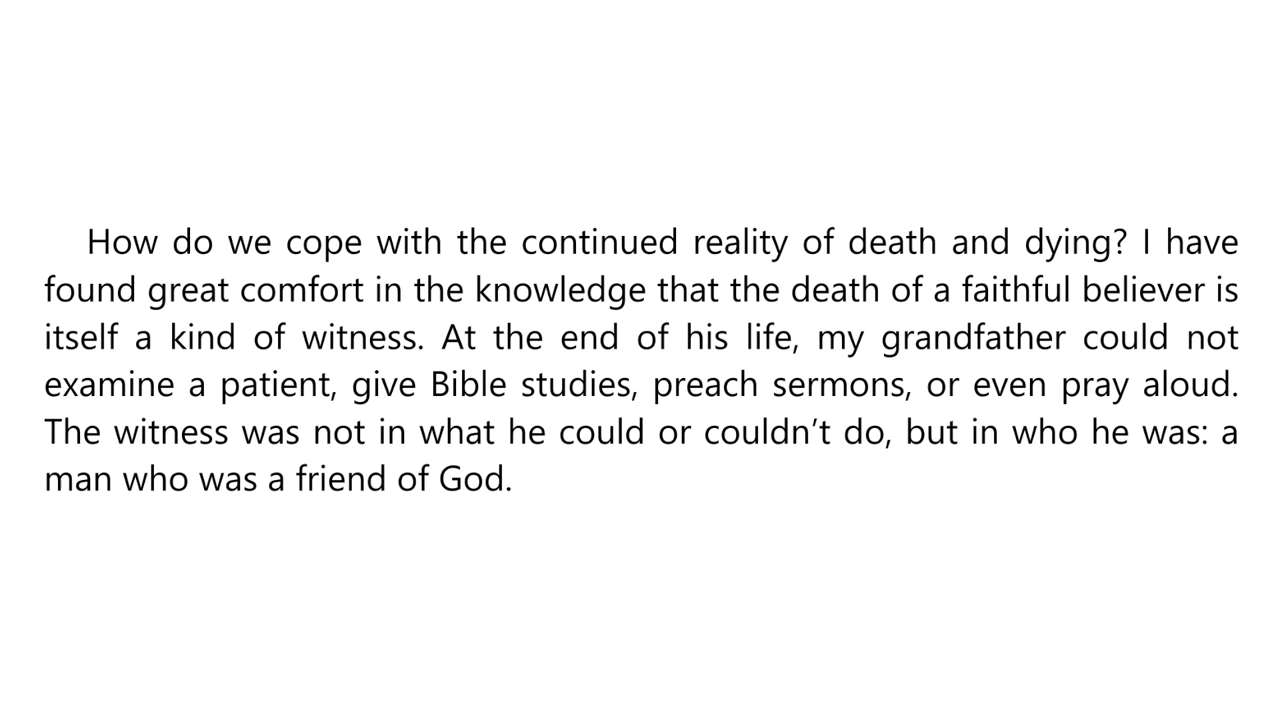 How do we cope with the continued reality of death and dying? I have
found great comfort in the knowledge that the death of a faithful believer is
itself a kind of witness. At the end of his life, my grandfather could not
examine a patient, give Bible studies, preach sermons, or even pray aloud.
The witness was not in what he could or couldn’t do, but in who he was: a
man who was a friend of God.